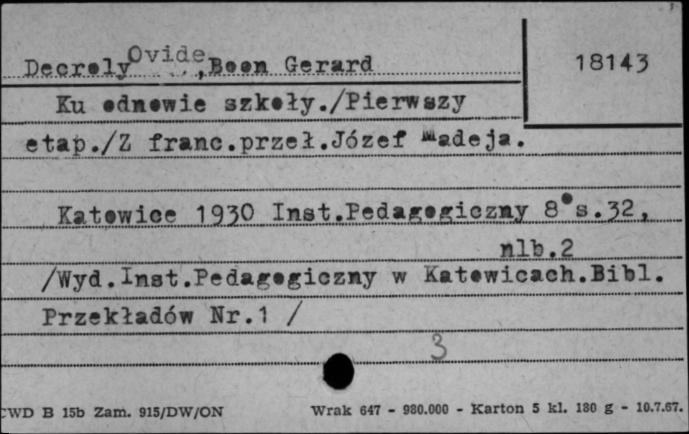 Decroly Ovide, Boon Gerard
18143
Ku odnowie szkoły./Pierwszy
etap./Z franc.przeł.Józef Madeja.
Katowice 1930 Inst.Pedagogiczny 8° s.32,
nlb.2
/Wyd.Inst.Pedagogiczny w Katowicach.Bibl.
Przekładów Nr.1 /
3
CWD B 15b Zam. 915/DW/ON Wrak 647 - 980.000 - Karton 5 kl. 180 g - 10.7.67.